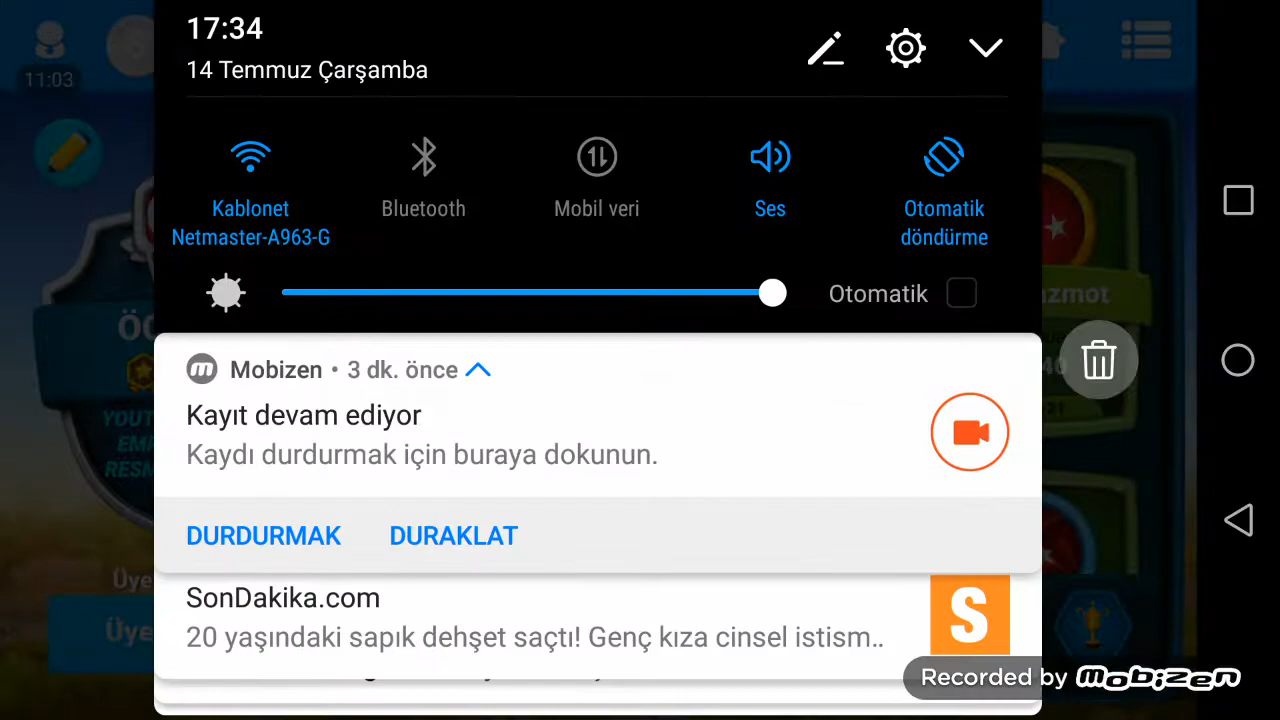 17:34
14 Temmuz Çarşamba
11:03
Kablonet
Netmaster-A963-G
Bluetooth
Mobil veri
Ses
Otomatik
döndürme
Otomatik
Mobizen • 3 dk. önce
Kayıt devam ediyor
Kaydı durdurmak için buraya dokunun.
DURDURMAK DURAKLAT
SonDakika.com
20 yaşındaki sapık dehşet saçtı! Genç kıza cinsel istism..
S
Üye
Üye
Recorded by mobizen